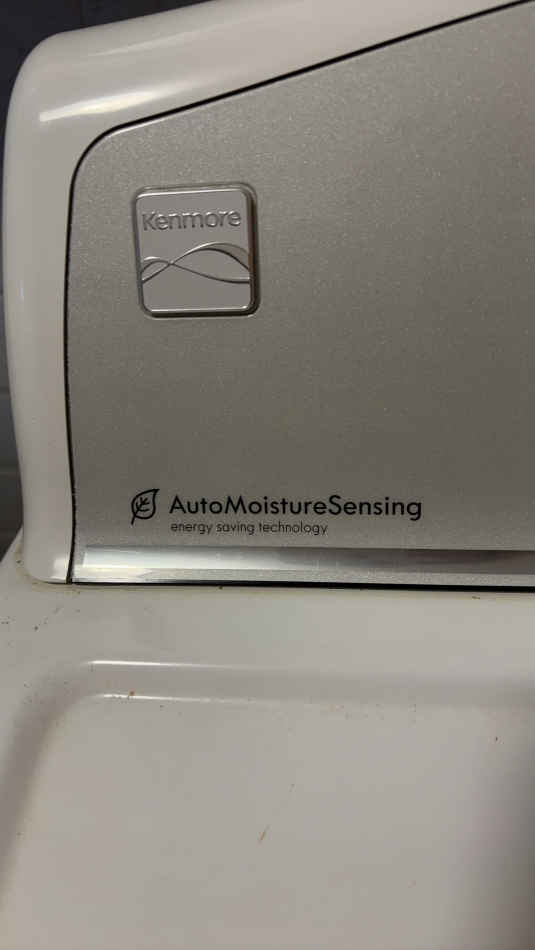 Kenmore
AutoMoistureSensing
energy saving technology